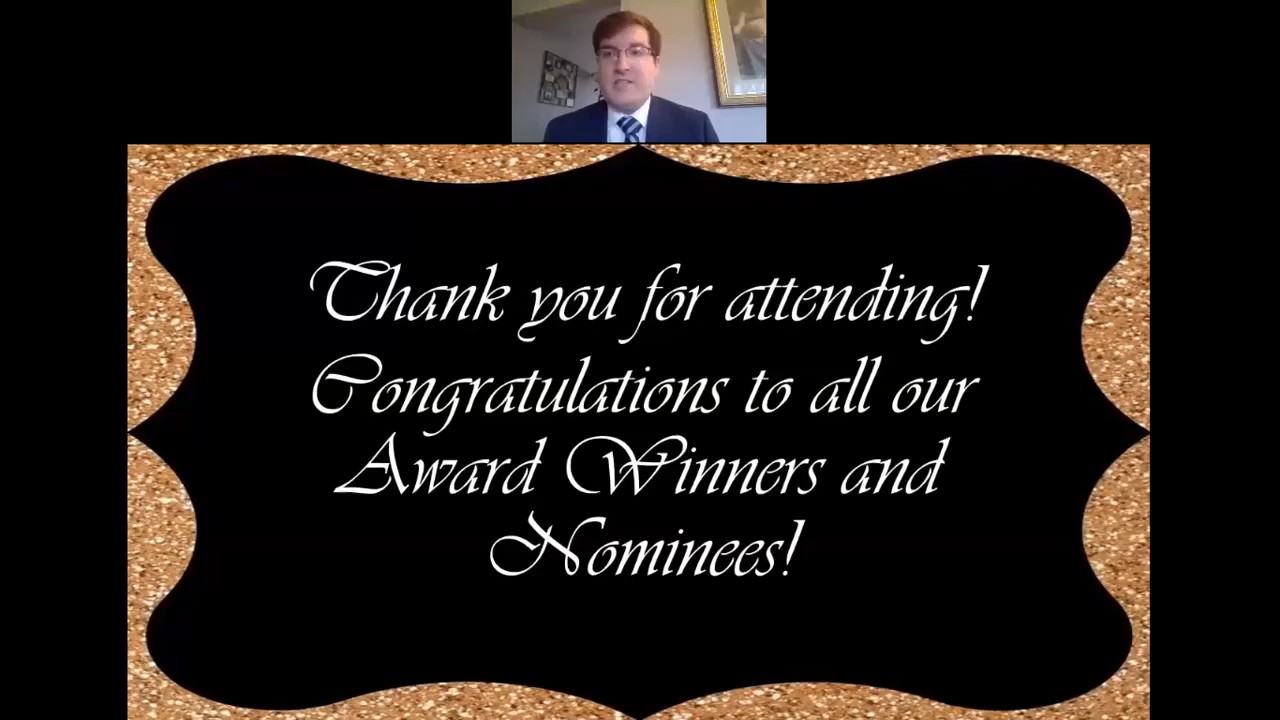 Thank you for attending!
Congratulations to all our
Award Winners and
Nominees!